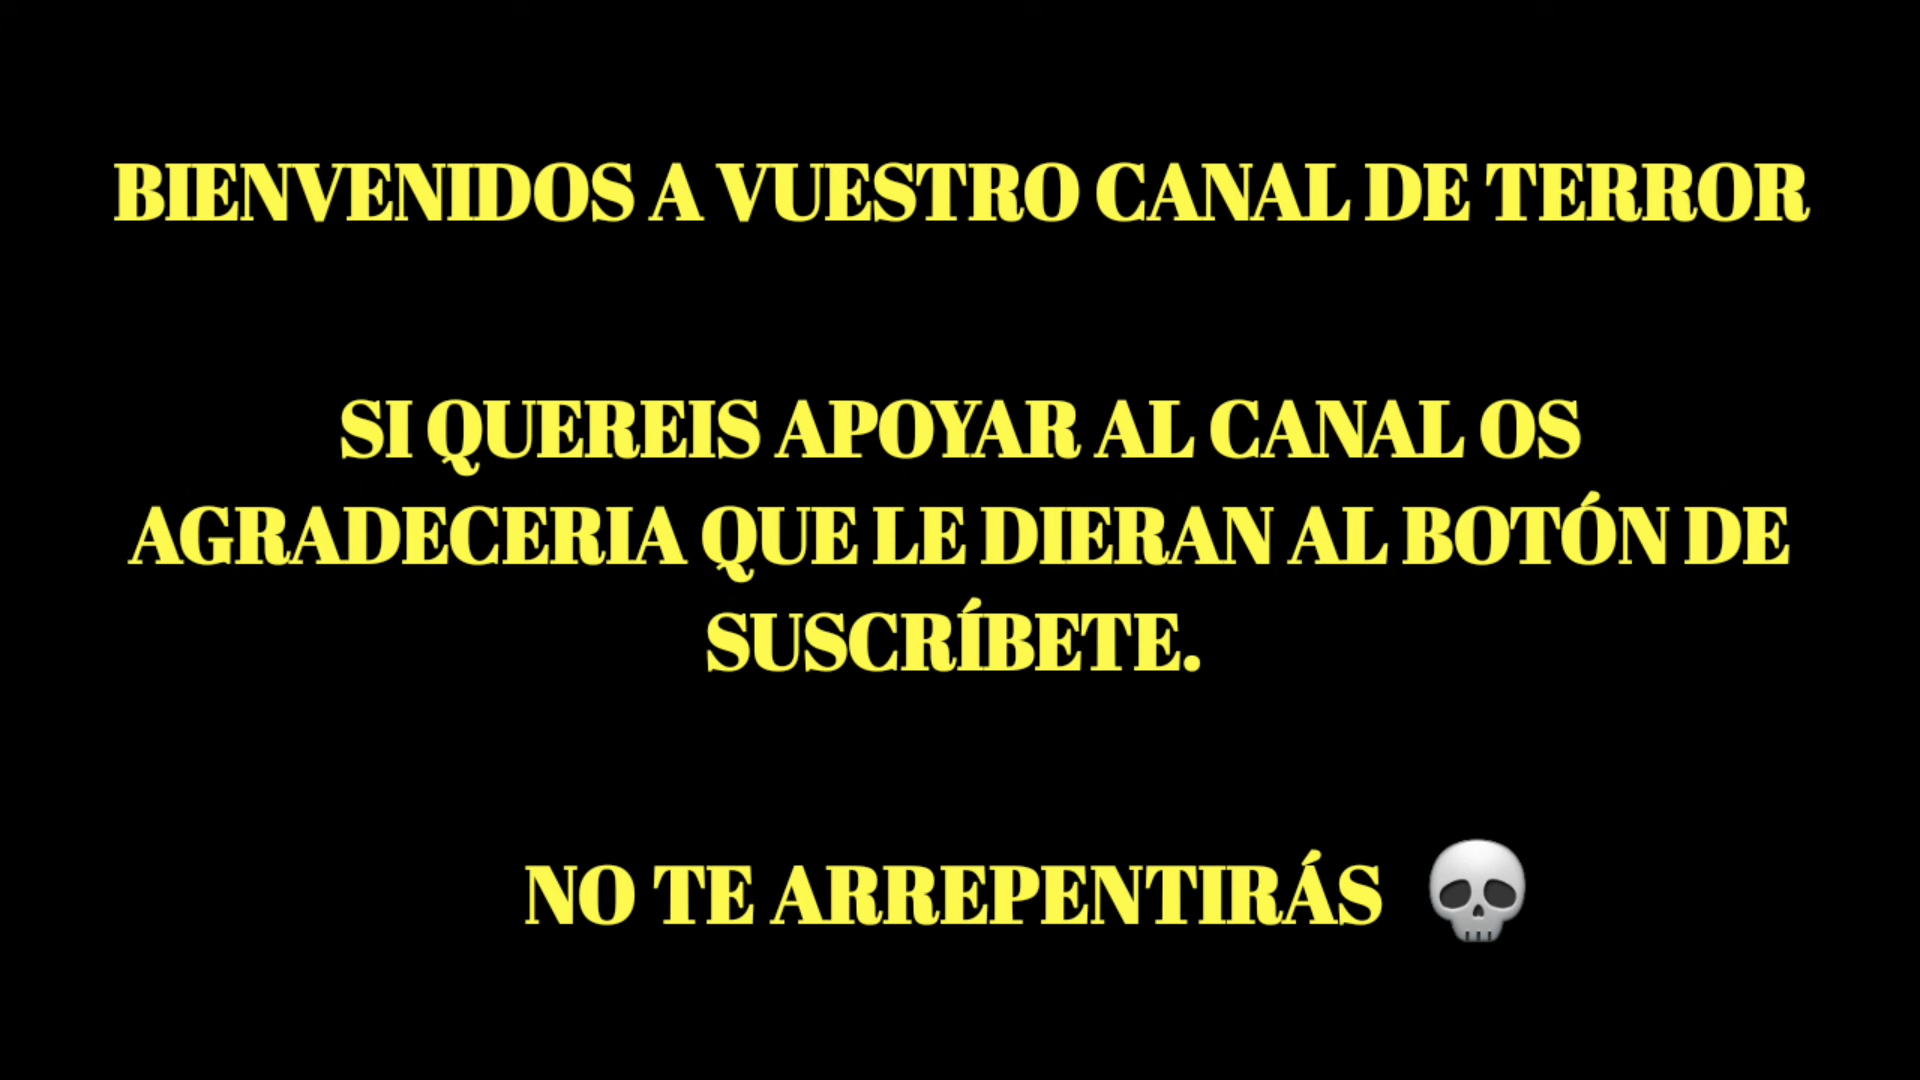 BIENVENIDOS A VUESTRO CANAL DE TERROR
SI QUEREIS APOYAR AL CANAL OS
AGRADECERIA QUE LE DIERAN AL BOTÓN DE
SUSCRÍBETE.
NO TE ARREPENTIRÁS 💀